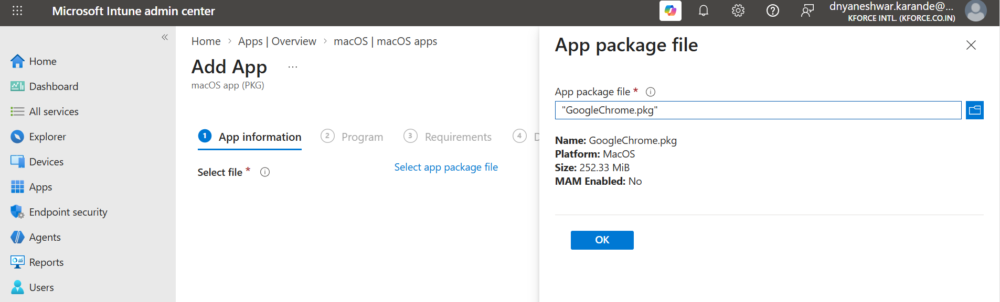 Microsoft Intune admin center
dnyaneshwar.karande@...
KFORCE INTL. (KFORCE.CO.IN)
Home
Dashboard
All services
Explorer
Devices
Apps
Endpoint security
Agents
Reports
Users
Home > Apps | Overview > macOS | macOS apps
Add App ...
macOS app (PKG)
1 App information 2 Program 3 Requirements 4 D
Select file * Select app package file
App package file
App package file *
"GoogleChrome.pkg"
Name: GoogleChrome.pkg
Platform: MacOS
Size: 252.33 MiB
MAM Enabled: No
OK